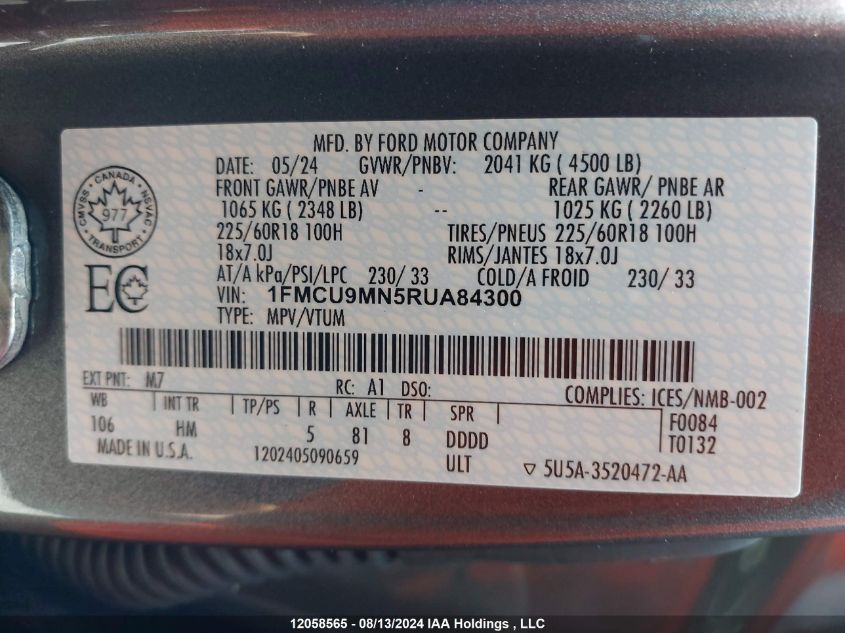 MFD. BY FORD MOTOR COMPANY
DATE: 05/24 GVWR/PNBV: 2041 KG ( 4500 LB)
FRONT GAWR/PNBE AV - REAR GAWR/ PNBE AR
1065 KG ( 2348 LB) -- 1025 KG ( 2260 LB)
225/60R18 100H TIRES/PNEUS 225/60R18 100H
18x7.0J RIMS/JANTES 18x7.0J
AT/A kPa/PSI/LPC 230/ 33 COLD/A FROID 230/ 33
VIN: 1FMCU9MN5RUA84300
TYPE: MPV/VTUM
CMVSS CANADA NSVAC
977
TRANSPORT
EC
EXT PNT: M7 RC: A1 DSO: COMPLIES: ICES/NMB-002
WB INT TR TP/PS R AXLE TR SPR F0084
106 HM 5 81 8 DDDD T0132
MADE IN U.S.A. 1202405090659 ULT ▽ 5U5A-3520472-AA
12058565 - 08/13/2024 IAA Holdings , LLC